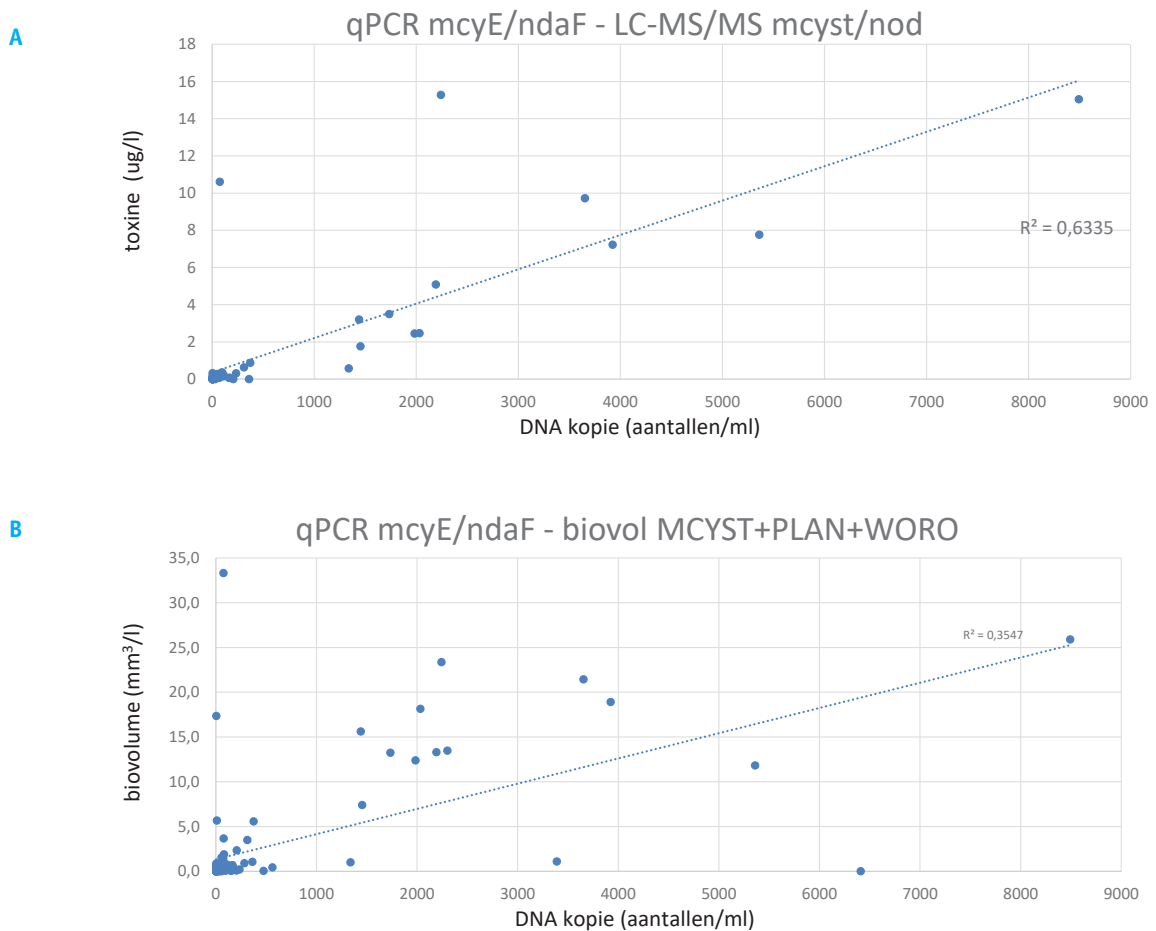 A
qPCR mcyE/ndaF - LC-MS/MS mcyst/nod
18
16
14
12
10
8
6
4
2
0
toxine (ug/l)
R² = 0,6335
0 1000 2000 3000 4000 5000 6000 7000 8000 9000
DNA kopie (aantallen/ml)
B
qPCR mcyE/ndaF - biovol MCYST+PLAN+WORO
35,0
30,0
25,0
20,0
15,0
10,0
5,0
0,0
biovolume (mm³/l)
R² = 0,3547
0 1000 2000 3000 4000 5000 6000 7000 8000 9000
DNA kopie (aantallen/ml)